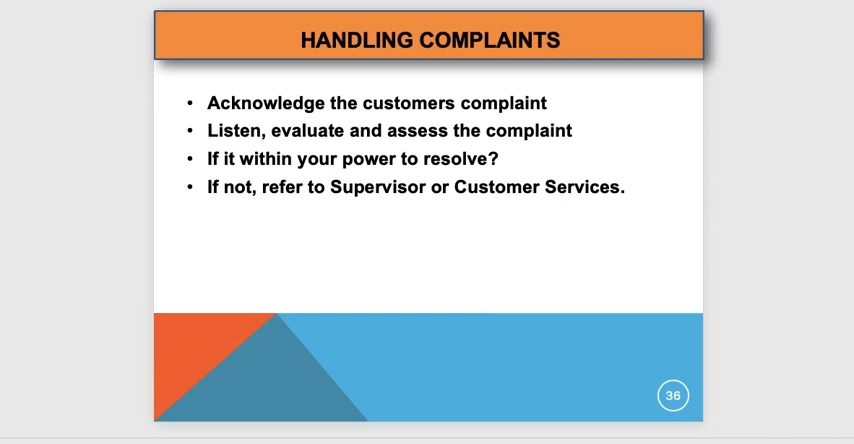 HANDLING COMPLAINTS
• Acknowledge the customers complaint
• Listen, evaluate and assess the complaint
• If it within your power to resolve?
• If not, refer to Supervisor or Customer Services.
36